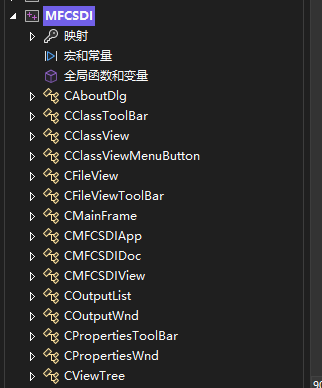 MFCSDI
映射
宏和常量
全局函数和变量
CAboutDlg
CClassToolBar
CClassView
CClassViewMenuButton
CFileView
CFileViewToolBar
CMainFrame
CMFCSDIApp
CMFCSDIDoc
CMFCSDIView
COutputList
COutputWnd
CPropertiesToolBar
CPropertiesWnd
CViewTree